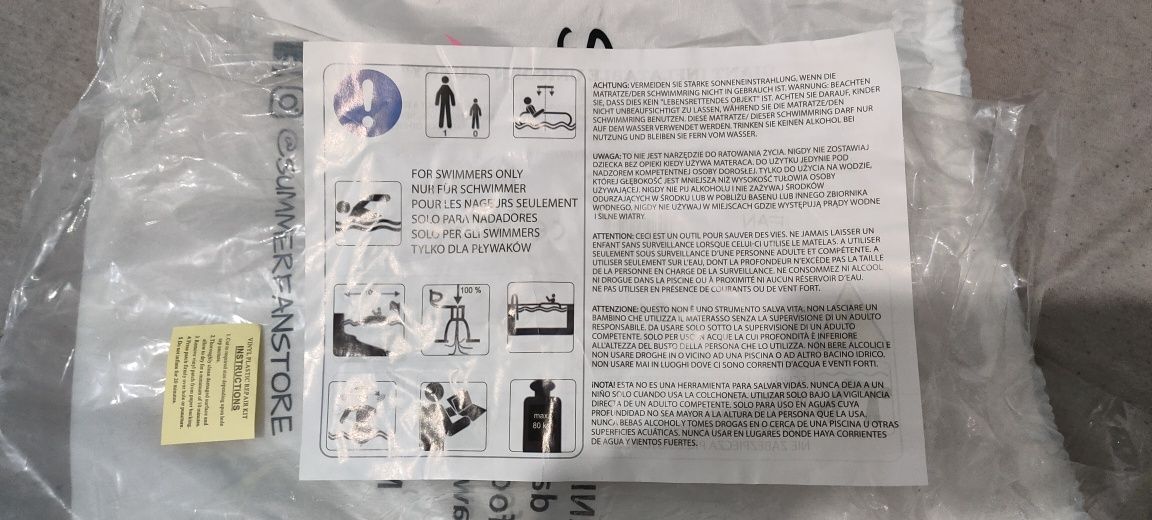 @SUMMERFEANSTORE
VINYL PLASTIC REPAIR KIT
INSTRUCTIONS
1 0
FOR SWIMMERS ONLY
NUR FÜR SCHWIMMER
POUR LES NAGEURS SEULEMENT
SOLO PARA NADADORES
SOLO PER GLI SWIMMERS
TYLKO DLA PŁYWAKÓW
100 %
max.
80 kg
ACHTUNG: VERMEIDEN SIE STARKE SONNENEINSTRAHLUNG, WENN DIE
MATRATZE/DER SCHWIMMRING NICHT IN GEBRAUCH IST. WARNUNG: BEACHTEN
SIE, DASS DIES KEIN "LEBENSRETTENDES OBJEKT" IST. ACHTEN SIE DARAUF, KINDER
NICHT UNBEAUFSICHTIGT ZU LASSEN, WÄHREND SIE DIE MATRATZE/DEN
SCHWIMMRING BENUTZEN. DIESE MATRATZE/ DIESER SCHWIMMRING DARF NUR
AUF DEM WASSER VERWENDET WERDEN. TRINKEN SIE KEINEN ALKOHOL BEI
NUTZUNG UND BLEIBEN SIE FERN VOM WASSER.
UWAGA: TO NIE JEST NARZĘDZIE DO RATOWANIA ŻYCIA. NIGDY NIE ZOSTAWIAJ
DZIECKA BEZ OPIEKI KIEDY UŻYWA MATERACA. DO UŻYTKU JEDYNIE POD
NADZOREM KOMPETENTNEJ OSOBY DOROSŁEJ. TYLKO DO UŻYCIA NA WODZIE,
KTÓREJ GŁĘBOKOŚĆ JEST MNIEJSZA NIŻ WYSOKOŚĆ TUŁOWIA OSOBY
UŻYWAJĄCEJ. NIGDY NIE PIJ ALKOHOLU I NIE ZAŻYWAJ ŚRODKÓW
ODURZAJĄCYCH W ŚRODKU LUB W POBLIŻU BASENU LUB INNEGO ZBIORNIKA
WODNEGO. NIGDY NIE UŻYWAJ W MIEJSCACH GDZIE WYSTĘPUJĄ PRĄDY WODNE
I SILNE WIATRY.
ATTENTION: CECI EST UN OUTIL POUR SAUVER DES VIES. NE JAMAIS LAISSER UN
ENFANT SANS SURVEILLANCE LORSQUE CELUI-CI UTILISE LE MATELAS. A UTILISER
SEULEMENT SOUS SURVEILLANCE D'UNE PERSONNE ADULTE ET COMPÉTENTE. A
UTILISER SEULEMENT SUR L'EAU, DONT LA PROFONDEUR N'EXCÈDE PAS LA TAILLE
DE LA PERSONNE EN CHARGE DE LA SURVEILLANCE. NE CONSOMMEZ NI ALCOOL
NI DROGUE DANS LA PISCINE OU À PROXIMITÉ NI AUCUN RÉSERVOIR D'EAU.
NE PAS UTILISER EN PRÉSENCE DE COURANTS OU DE VENT FORT.
ATTENZIONE: QUESTO NON È UNO STRUMENTO SALVA VITA. NON LASCIARE UN
BAMBINO CHE UTILIZZA IL MATERASSO SENZA LA SUPERVISIONE DI UN ADULTO
RESPONSABILE. DA USARE SOLO SOTTO LA SUPERVISIONE DI UN ADULTO
COMPETENTE. SOLO PER USO IN ACQUE LA CUI PROFONDITÀ È INFERIORE
ALL'ALTEZZA DEL BUSTO DELLA PERSONA CHE LO UTILIZZA. NON BERE ALCOLICI E
NON USARE DROGHE IN O VICINO AD UNA PISCINA O AD ALTRO BACINO IDRICO.
NON USARE MAI IN LUOGHI DOVE CI SONO CORRENTI D'ACQUA E VENTI FORTI.
¡NOTA! ESTA NO ES UNA HERRAMIENTA PARA SALVAR VIDAS. NUNCA DEJA A UN
NIÑO SOLO CUANDO USA LA COLCHONETA. UTILIZAR SOLO BAJO LA VIGILANCIA
DIRECTA DE UN ADULTO COMPETENTE. SOLO PARA USO EN AGUAS CUYA
PROFUNDIDAD NO SEA MAYOR A LA ALTURA DE LA PERSONA QUE LA USA.
NUNCA BEBAS ALCOHOL Y TOMES DROGAS EN O CERCA DE UNA PISCINA U OTRAS
SUPERFICIES ACUÁTICAS. NUNCA USAR EN LUGARES DONDE HAYA CORRIENTES
DE AGUA Y VIENTOS FUERTES.